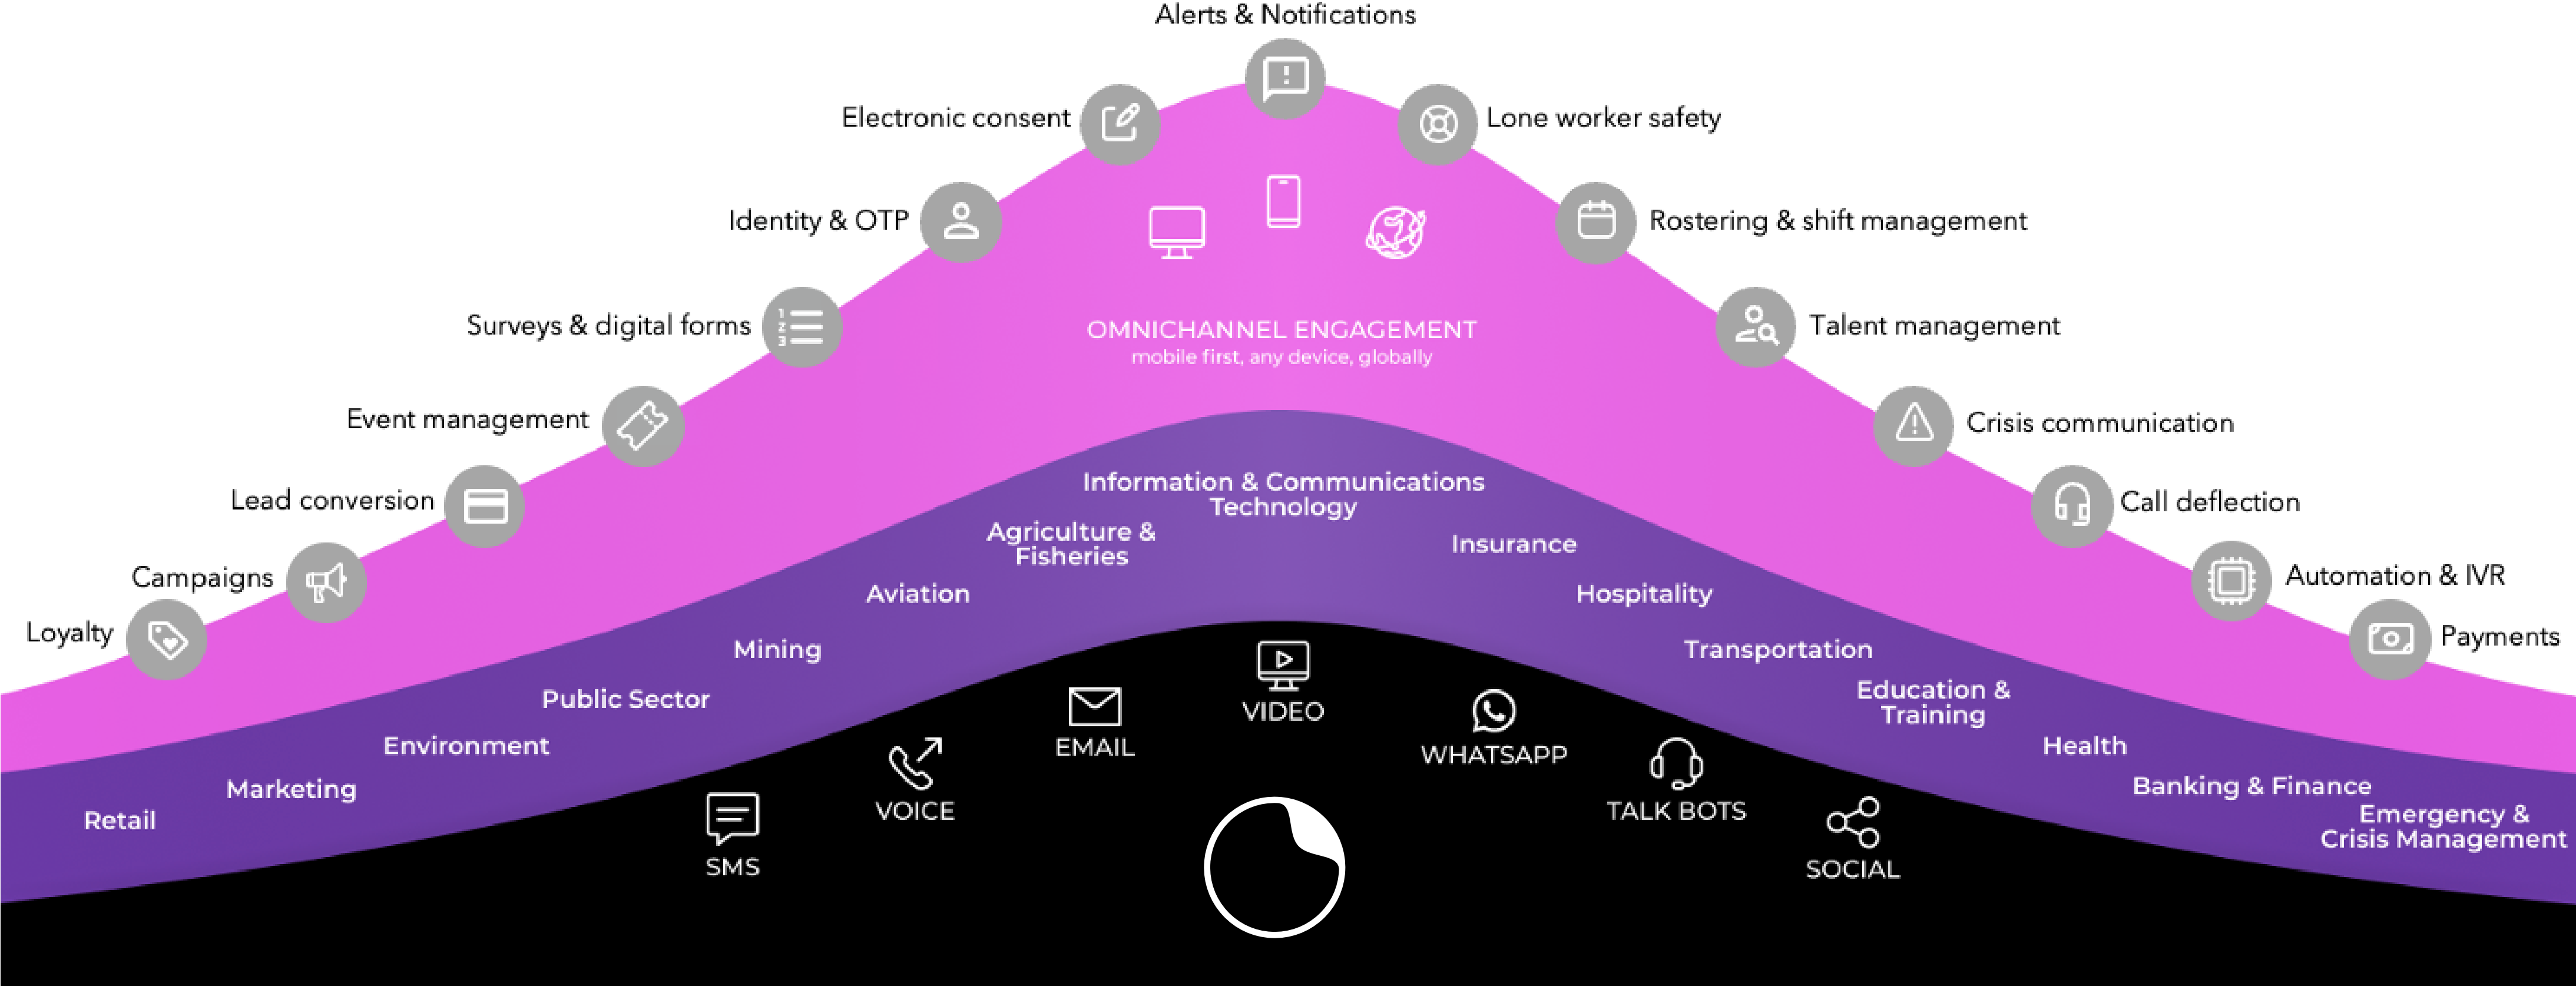 Alerts & Notifications
Electronic consent
Lone worker safety
Identity & OTP
Rostering & shift management
Surveys & digital forms
1
2
3
Talent management
OMNICHANNEL ENGAGEMENT
mobile first, any device, globally
Event management
Crisis communication
Lead conversion
Call deflection
Campaigns
Automation & IVR
Loyalty
Payments
Information & Communications
Technology
Agriculture &
Fisheries
Insurance
Aviation
Hospitality
Mining
Transportation
Public Sector
Education &
Training
Environment
Health
Marketing
Banking & Finance
Retail
Emergency &
Crisis Management
VIDEO
EMAIL
WHATSAPP
VOICE
TALK BOTS
SMS
SOCIAL